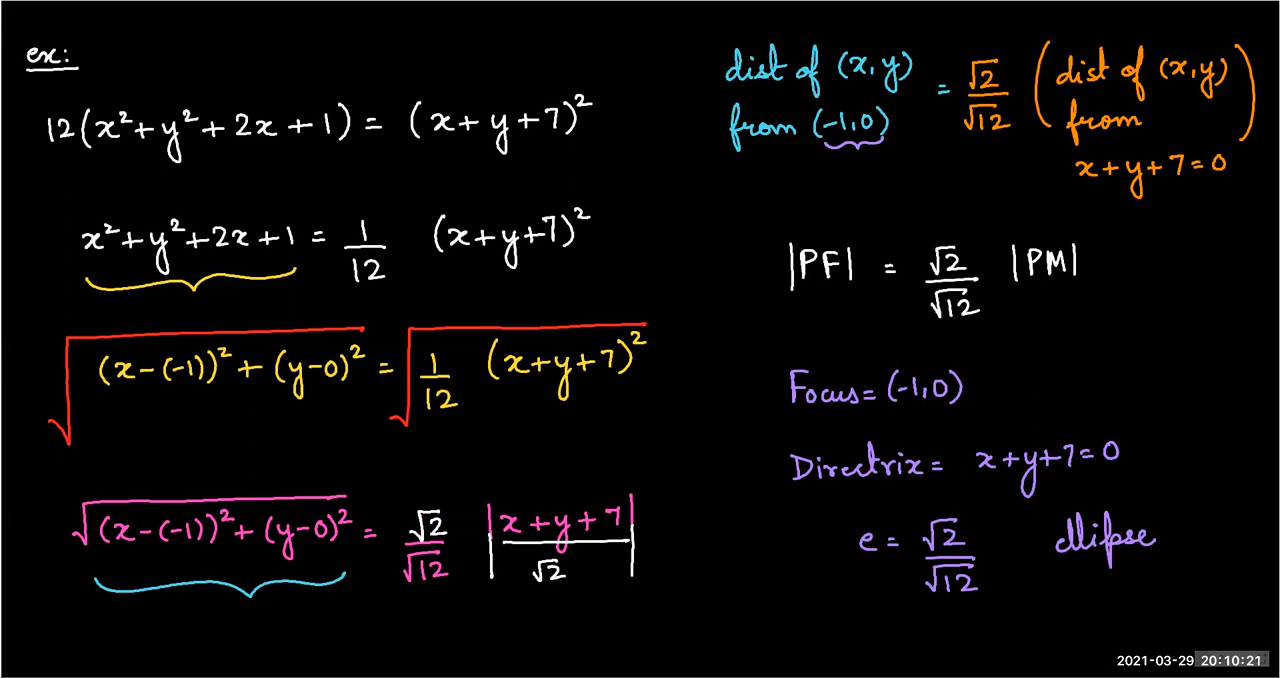 ex:
12(x²+y²+2x+1) = (x+y+7)²
x²+y²+2x+1 = 1/12 (x+y+7)²
√((x-(-1))²+(y-0)²) = √(1/12 (x+y+7)²)
√((x-(-1))²+(y-0)²) = √2/√12 |(x+y+7)/√2|
dist of (x,y) from (-1,0) = √2/√12 (dist of (x,y) from x+y+7=0)
|PF| = √2/√12 |PM|
Focus = (-1,0)
Directrix = x+y+7=0
e = √2/√12 ellipse
2021-03-29 20:10:21